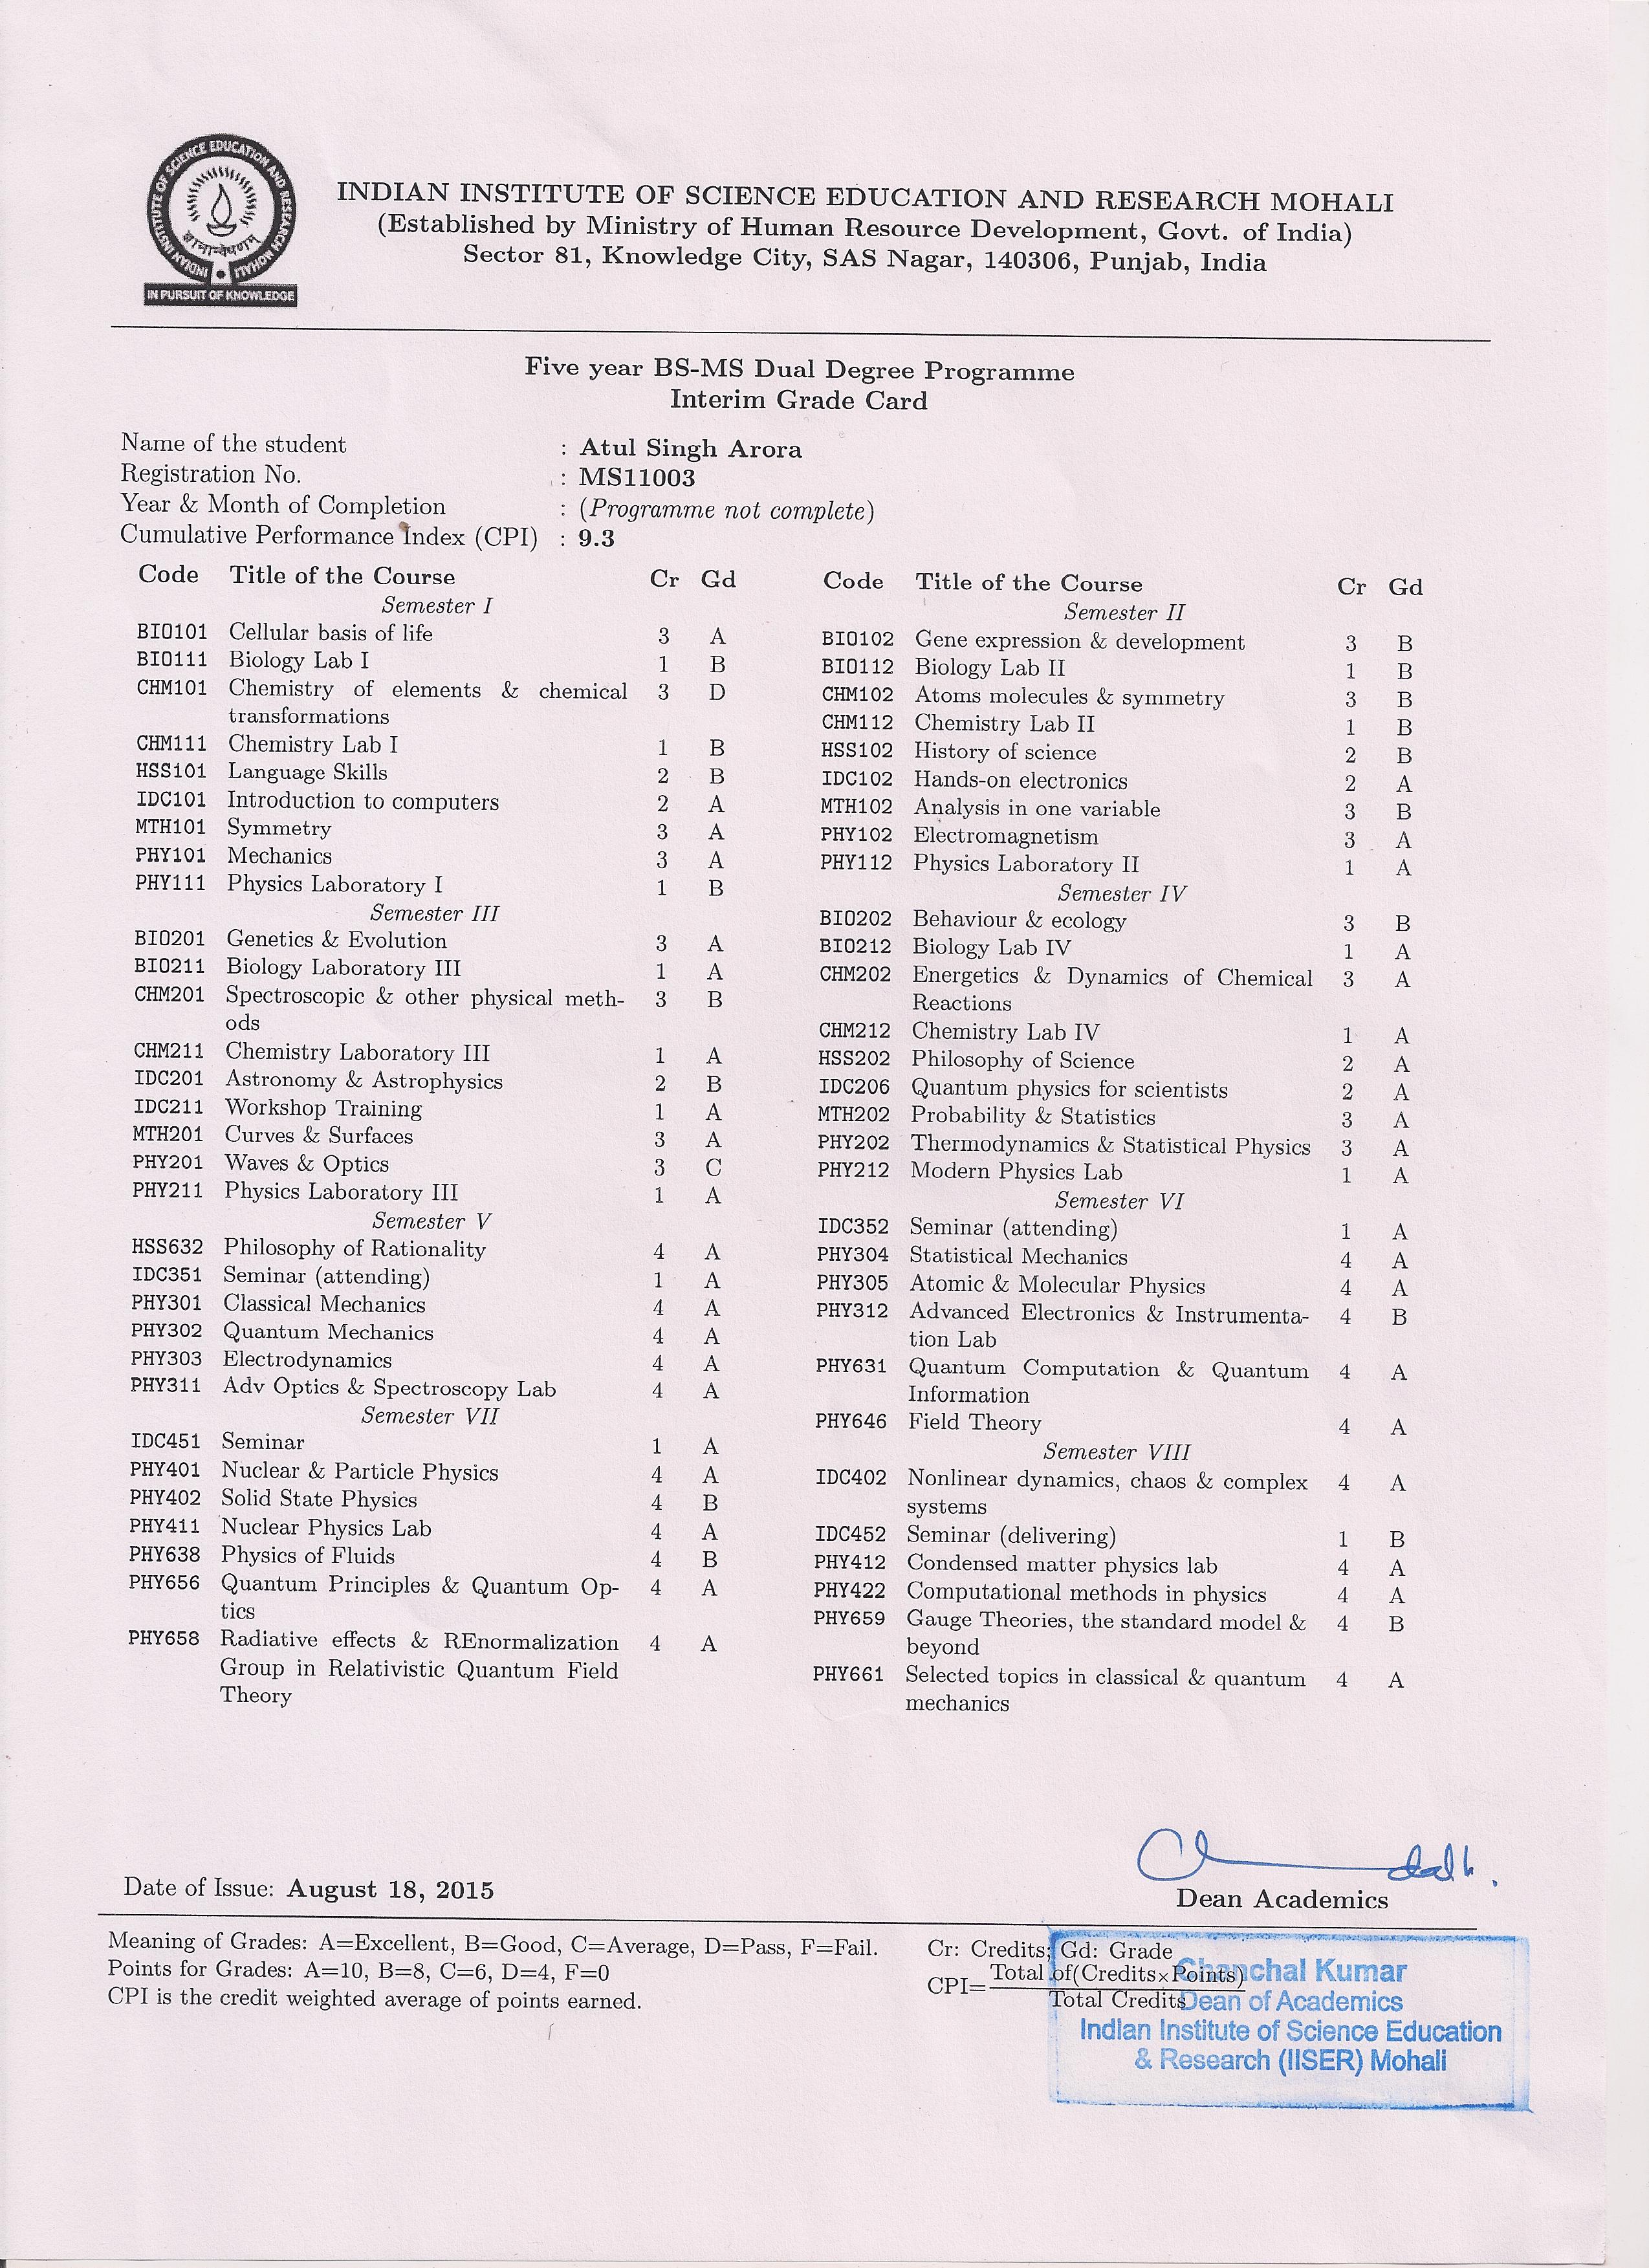 INDIAN INSTITUTE OF SCIENCE EDUCATION AND RESEARCH MOHALI
IN PURSUIT OF KNOWLEDGE
INDIAN INSTITUTE OF SCIENCE EDUCATION AND RESEARCH MOHALI
(Established by Ministry of Human Resource Development, Govt. of India)
Sector 81, Knowledge City, SAS Nagar, 140306, Punjab, India
Five year BS-MS Dual Degree Programme
Interim Grade Card
Name of the student : Atul Singh Arora
Registration No. : MS11003
Year & Month of Completion : (Programme not complete)
Cumulative Performance Index (CPI) : 9.3
Code Title of the Course Cr Gd
Semester I
BIO101 Cellular basis of life 3 A
BIO111 Biology Lab I 1 B
CHM101 Chemistry of elements & chemical 3 D
transformations
CHM111 Chemistry Lab I 1 B
HSS101 Language Skills 2 B
IDC101 Introduction to computers 2 A
MTH101 Symmetry 3 A
PHY101 Mechanics 3 A
PHY111 Physics Laboratory I 1 B
Semester III
BIO201 Genetics & Evolution 3 A
BIO211 Biology Laboratory III 1 A
CHM201 Spectroscopic & other physical meth- 3 B
ods
CHM211 Chemistry Laboratory III 1 A
IDC201 Astronomy & Astrophysics 2 B
IDC211 Workshop Training 1 A
MTH201 Curves & Surfaces 3 A
PHY201 Waves & Optics 3 C
PHY211 Physics Laboratory III 1 A
Semester V
HSS632 Philosophy of Rationality 4 A
IDC351 Seminar (attending) 1 A
PHY301 Classical Mechanics 4 A
PHY302 Quantum Mechanics 4 A
PHY303 Electrodynamics 4 A
PHY311 Adv Optics & Spectroscopy Lab 4 A
Semester VII
IDC451 Seminar 1 A
PHY401 Nuclear & Particle Physics 4 A
PHY402 Solid State Physics 4 B
PHY411 Nuclear Physics Lab 4 A
PHY638 Physics of Fluids 4 B
PHY656 Quantum Principles & Quantum Op- 4 A
tics
PHY658 Radiative effects & REnormalization 4 A
Group in Relativistic Quantum Field
Theory
Code Title of the Course Cr Gd
Semester II
BIO102 Gene expression & development 3 B
BIO112 Biology Lab II 1 B
CHM102 Atoms molecules & symmetry 3 B
CHM112 Chemistry Lab II 1 B
HSS102 History of science 2 B
IDC102 Hands-on electronics 2 A
MTH102 Analysis in one variable 3 B
PHY102 Electromagnetism 3 A
PHY112 Physics Laboratory II 1 A
Semester IV
BIO202 Behaviour & ecology 3 B
BIO212 Biology Lab IV 1 A
CHM202 Energetics & Dynamics of Chemical 3 A
Reactions
CHM212 Chemistry Lab IV 1 A
HSS202 Philosophy of Science 2 A
IDC206 Quantum physics for scientists 2 A
MTH202 Probability & Statistics 3 A
PHY202 Thermodynamics & Statistical Physics 3 A
PHY212 Modern Physics Lab 1 A
Semester VI
IDC352 Seminar (attending) 1 A
PHY304 Statistical Mechanics 4 A
PHY305 Atomic & Molecular Physics 4 A
PHY312 Advanced Electronics & Instrumenta- 4 B
tion Lab
PHY631 Quantum Computation & Quantum 4 A
Information
PHY646 Field Theory 4 A
Semester VIII
IDC402 Nonlinear dynamics, chaos & complex 4 A
systems
IDC452 Seminar (delivering) 1 B
PHY412 Condensed matter physics lab 4 A
PHY422 Computational methods in physics 4 A
PHY659 Gauge Theories, the standard model & 4 B
beyond
PHY661 Selected topics in classical & quantum 4 A
mechanics
Date of Issue: August 18, 2015
Dean Academics
Meaning of Grades: A=Excellent, B=Good, C=Average, D=Pass, F=Fail.
Points for Grades: A=10, B=8, C=6, D=4, F=0
CPI is the credit weighted average of points earned.
Cr: Credits; Gd: Grade
CPI= Total of(Credits×Points)
Total Credits
Chanchal Kumar
Dean of Academics
Indian Institute of Science Education
& Research (IISER) Mohali